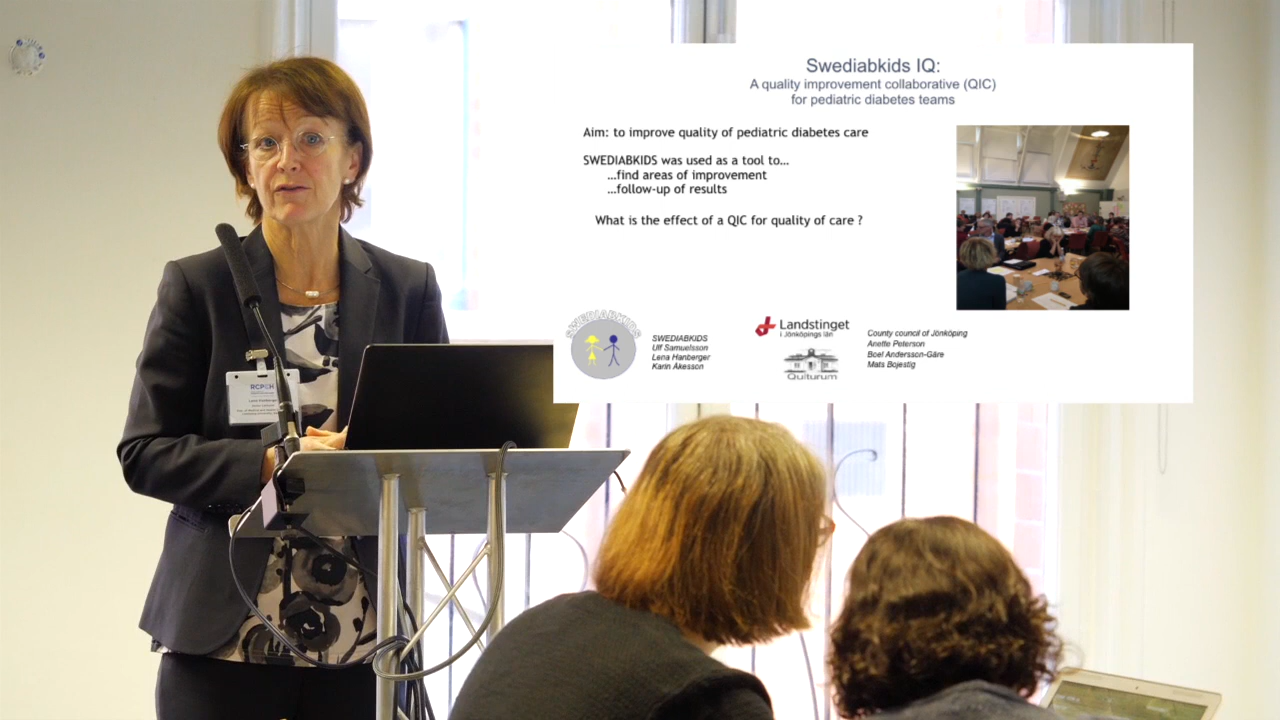 Swediabkids IQ:
A quality improvement collaborative (QIC)
for pediatric diabetes teams
Aim: to improve quality of pediatric diabetes care
SWEDIABKIDS was used as a tool to…
…find areas of improvement
…follow-up of results
What is the effect of a QIC for quality of care ?
SWEDIABKIDS
SWEDIABKIDS
Ulf Samuelsson
Lena Hanberger
Karin Åkesson
Landstinget
i Jönköpings län
Qulturum
County council of Jönköping
Anette Peterson
Boel Andersson-Gäre
Mats Bojestig
RCPCH
Lena Hanberger